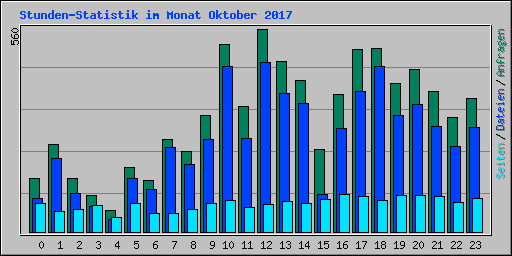 Stunden-Statistik im Monat Oktober 2017
560
Seiten / Dateien / Anfragen
0 1 2 3 4 5 6 7 8 9 10 11 12 13 14 15 16 17 18 19 20 21 22 23